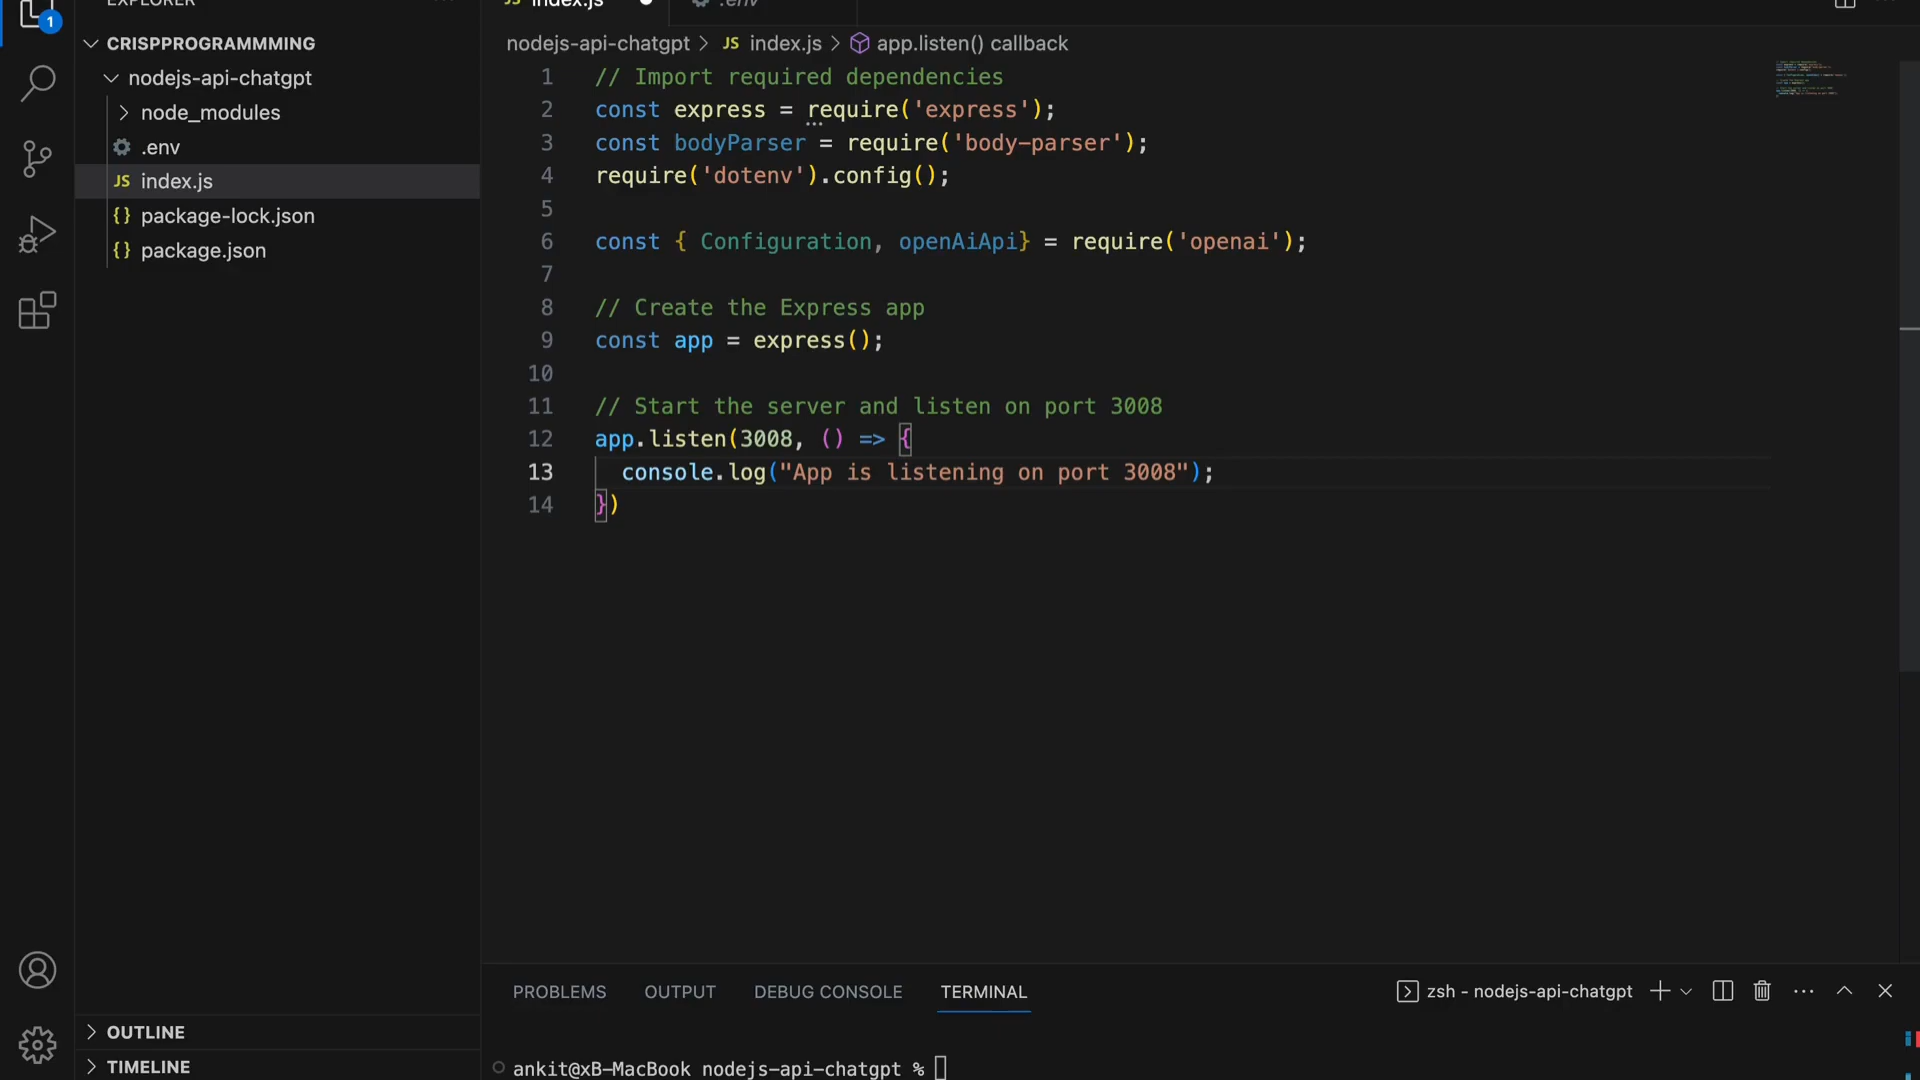 1
EXPLORER
CRISPPROGRAMMMING
nodejs-api-chatgpt
node_modules
.env
JS index.js
{} package-lock.json
{} package.json
OUTLINE
TIMELINE
JS index.js
.env
nodejs-api-chatgpt > JS index.js > app.listen() callback
1 // Import required dependencies
2 const express = require('express');
3 const bodyParser = require('body-parser');
4 require('dotenv').config();
5
6 const { Configuration, openAiApi} = require('openai');
7
8 // Create the Express app
9 const app = express();
10
11 // Start the server and listen on port 3008
12 app.listen(3008, () => {
13 console.log("App is listening on port 3008");
14 })
PROBLEMS OUTPUT DEBUG CONSOLE TERMINAL
zsh - nodejs-api-chatgpt
ankit@xB-MacBook nodejs-api-chatgpt %